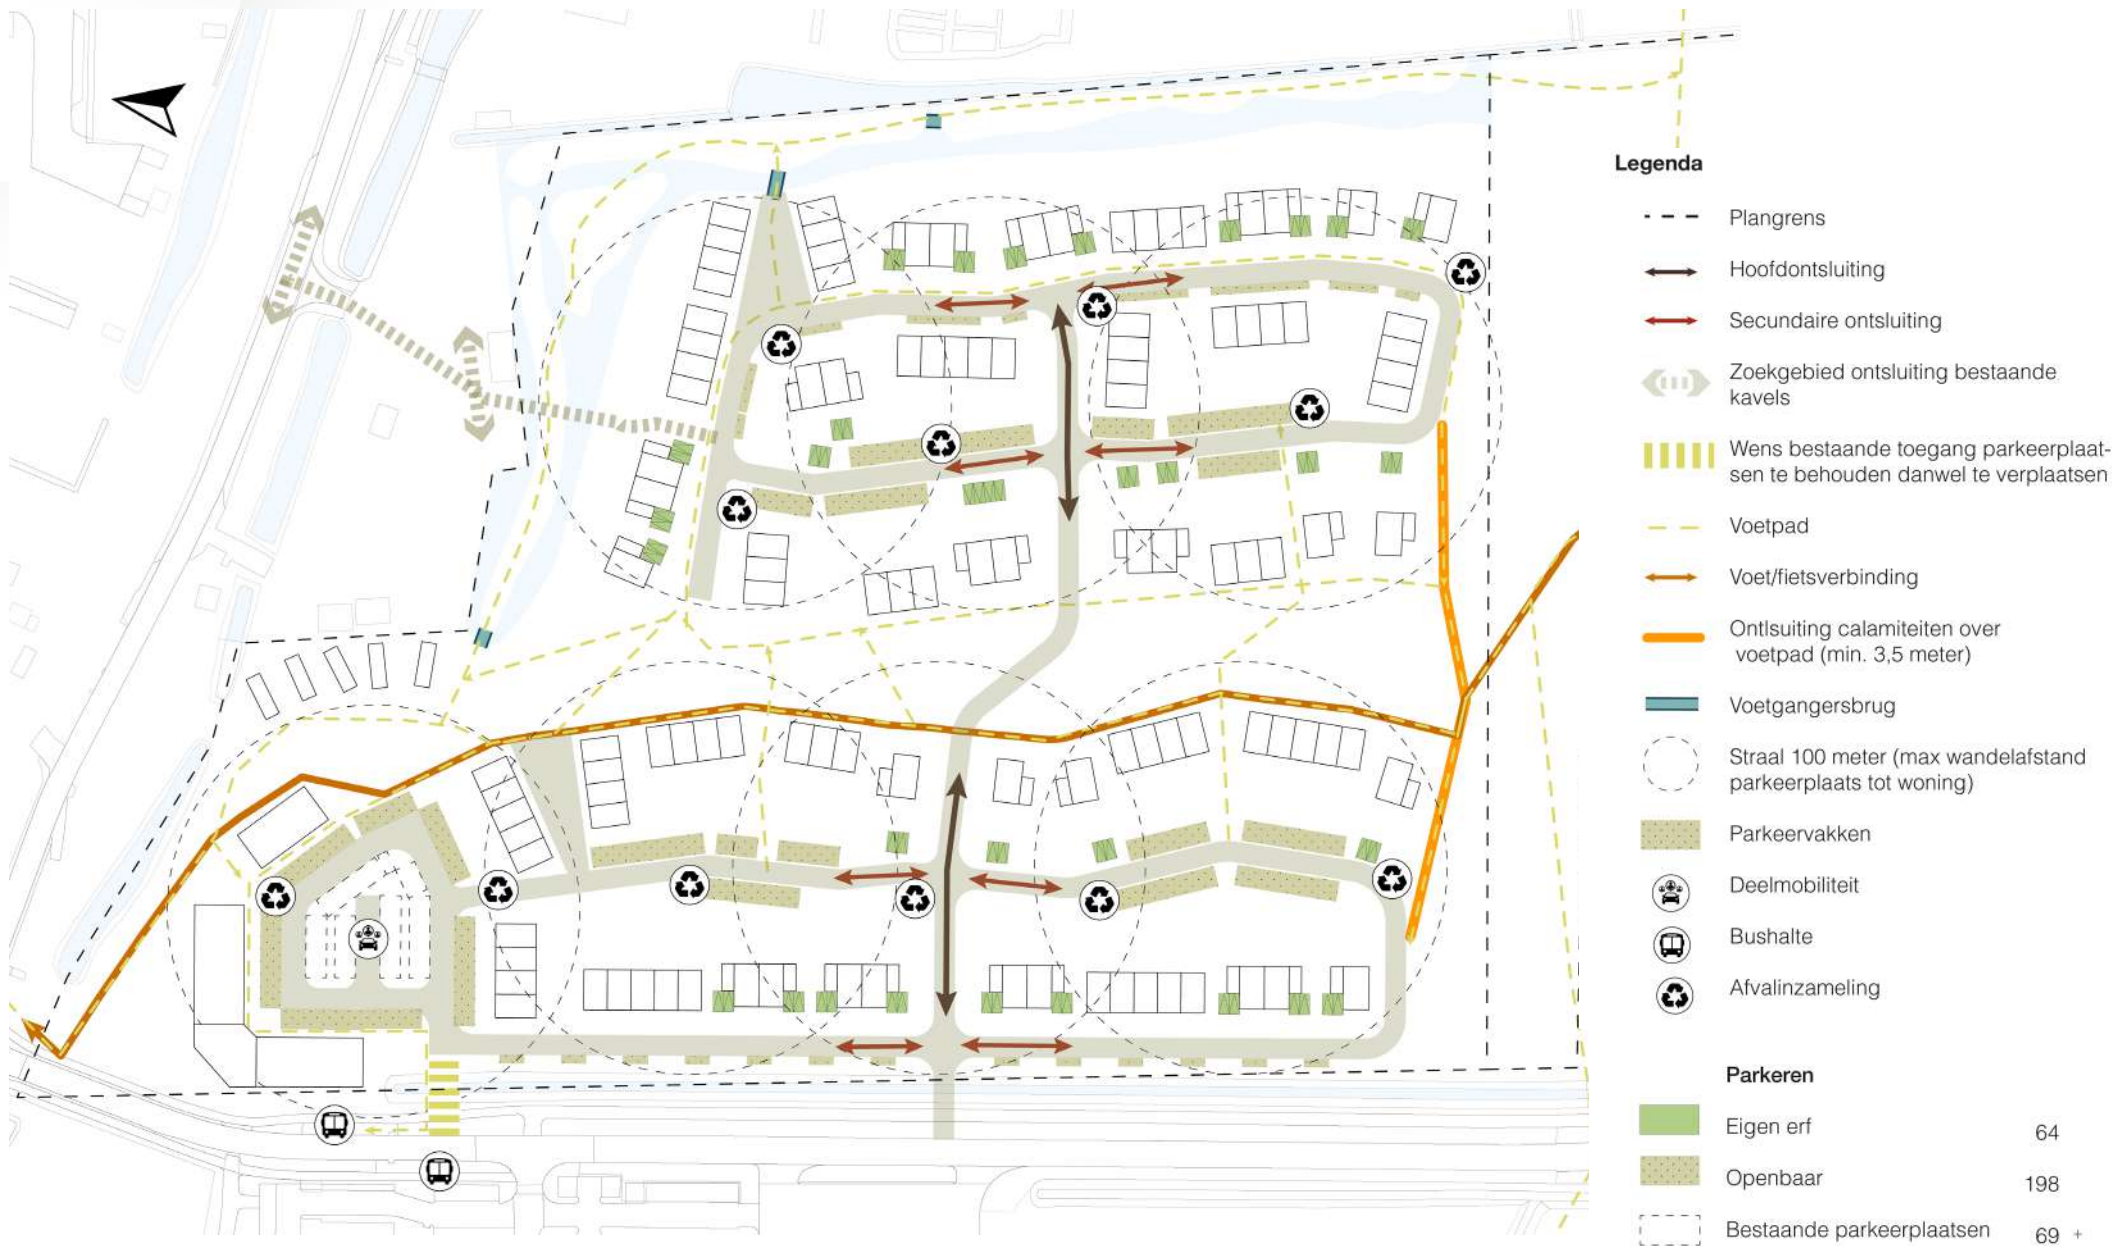 Legenda
Plangrens
Hoofdontsluiting
Secundaire ontsluiting
Zoekgebied ontsluiting bestaande
kavels
Wens bestaande toegang parkeerplaat-
sen te behouden danwel te verplaatsen
Voetpad
Voet/fietsverbinding
Ontlsuiting calamiteiten over
voetpad (min. 3,5 meter)
Voetgangersbrug
Straal 100 meter (max wandelafstand
parkeerplaats tot woning)
Parkeervakken
Deelmobiliteit
Bushalte
Afvalinzameling
Parkeren
Eigen erf 64
Openbaar 198
Bestaande parkeerplaatsen 69 +